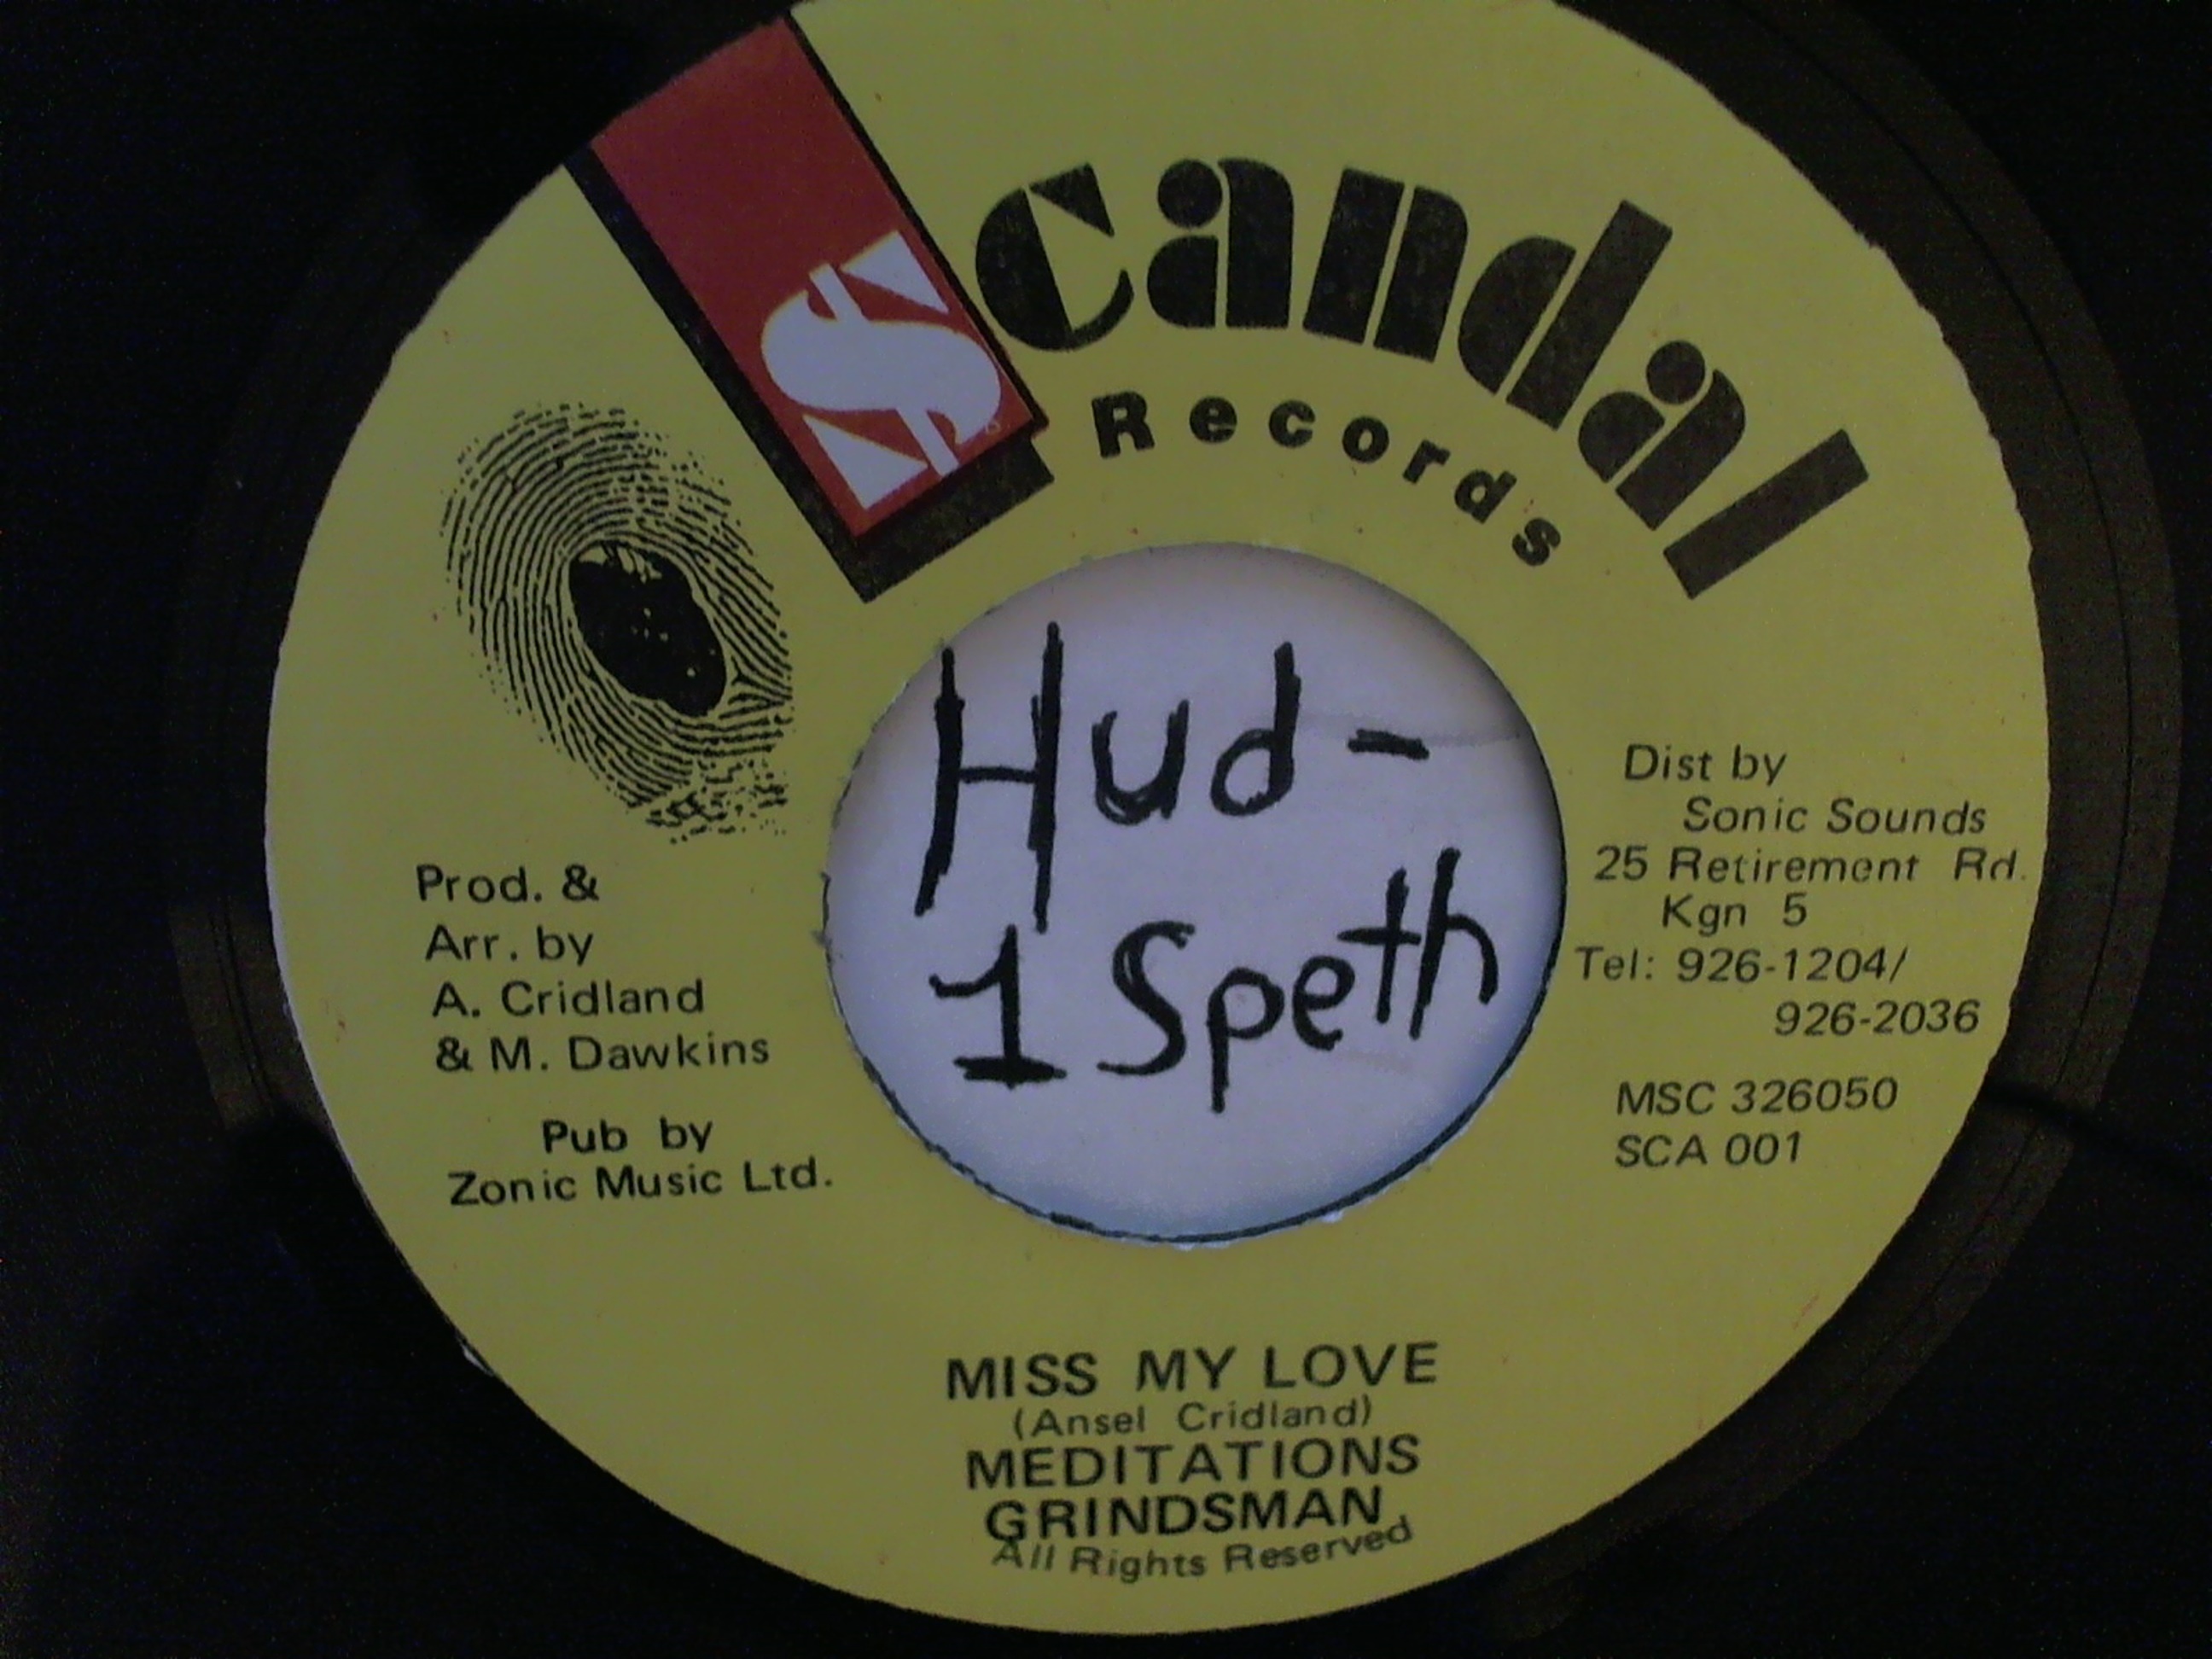 $candal
Records
Hud-
1 Speth
Prod. &
Arr. by
A. Cridland
& M. Dawkins
Pub by
Zonic Music Ltd.
Dist by
Sonic Sounds
25 Retirement Rd.
Kgn 5
Tel: 926-1204/
926-2036
MSC 326050
SCA 001
MISS MY LOVE
(Ansel Cridland)
MEDITATIONS
GRINDSMAN
All Rights Reserved